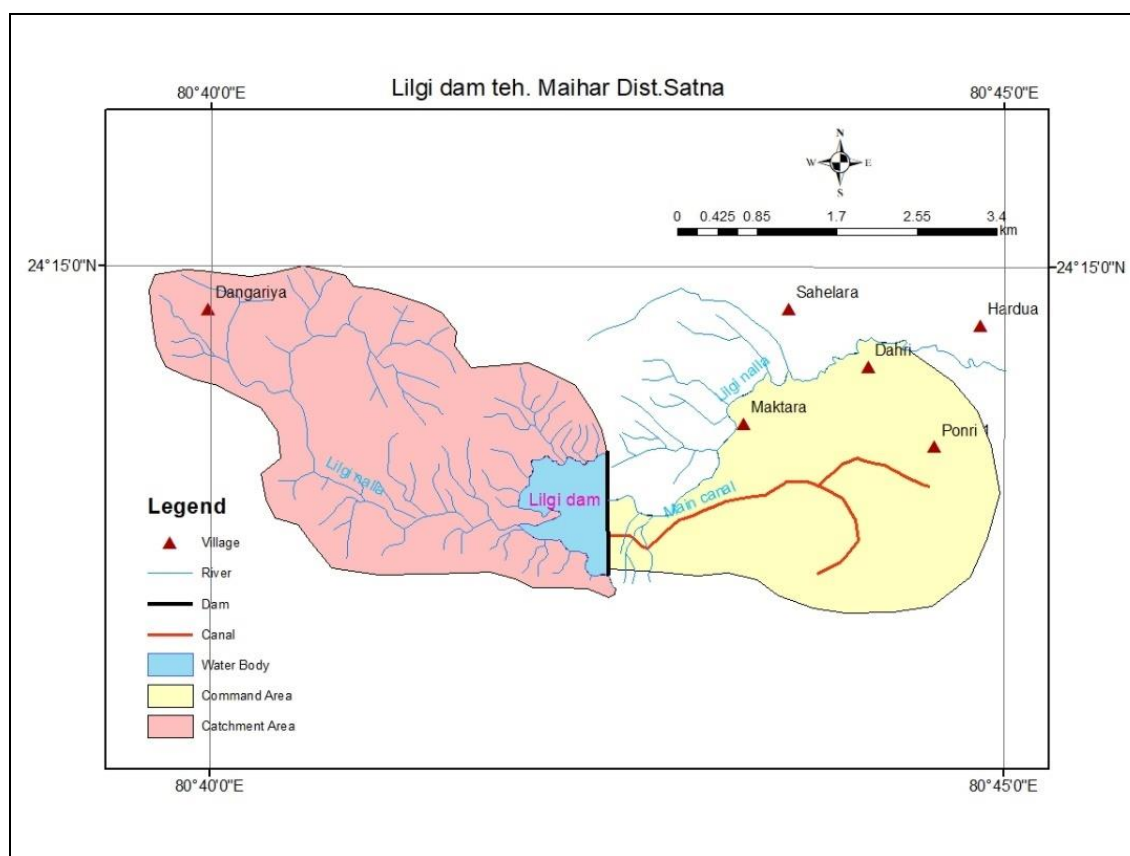 Lilgi dam teh. Maihar Dist.Satna
80°40'0"E
80°45'0"E
N
W
E
S
0 0.425 0.85 1.7 2.55 3.4
km
24°15'0"N
24°15'0"N
Dangariya
Sahelara
Hardua
Dahri
Lilgi nalla
Maktara
Ponri 1
Lilgi nalla
Lilgi dam
Main canal
Legend
Village
River
Dam
Canal
Water Body
Command Area
Catchment Area
80°40'0"E
80°45'0"E